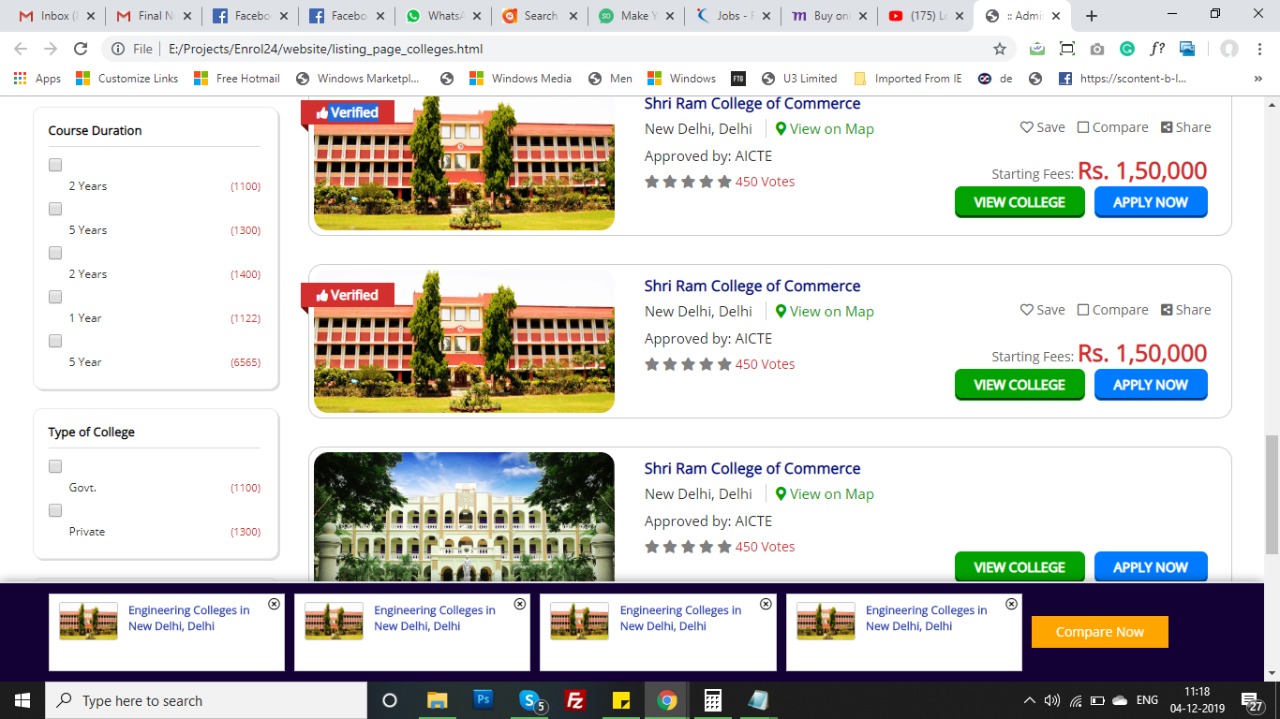 Inbox (
Final N
Facebo
Facebo
WhatsA
Search
Make Y
Jobs - F
Buy on
(175) U
:: Admi
File
E:/Projects/Enrol24/website/listing_page_colleges.html
f?
Apps
Customize Links
Free Hotmail
Windows Marketpl...
Windows Media
Men
Windows
FTO
U3 Limited
Imported From IE
de
https://scontent-b-l...
»
Course Duration
2 Years (1100)
5 Years (1300)
2 Years (1400)
1 Year (1122)
5 Year (6565)
Type of College
Govt. (1100)
Private (1300)
Verified
Shri Ram College of Commerce
New Delhi, Delhi View on Map
Save Compare Share
Approved by: AICTE
Starting Fees: Rs. 1,50,000
450 Votes
VIEW COLLEGE APPLY NOW
Verified
Shri Ram College of Commerce
New Delhi, Delhi View on Map
Save Compare Share
Approved by: AICTE
Starting Fees: Rs. 1,50,000
450 Votes
VIEW COLLEGE APPLY NOW
Shri Ram College of Commerce
New Delhi, Delhi View on Map
Approved by: AICTE
450 Votes
VIEW COLLEGE APPLY NOW
Engineering Colleges in
New Delhi, Delhi
Engineering Colleges in
New Delhi, Delhi
Engineering Colleges in
New Delhi, Delhi
Engineering Colleges in
New Delhi, Delhi
Compare Now
Type here to search
Ps
5
ENG
11:18
04-12-2019
27